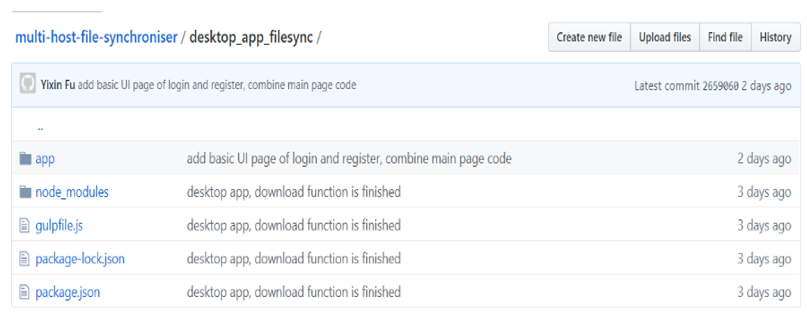 multi-host-file-synchroniser / desktop_app_filesync /
Create new file Upload files Find file History
Yixin Fu add basic UI page of login and register, combine main page code Latest commit 2659060 2 days ago
..
app add basic UI page of login and register, combine main page code 2 days ago
node_modules desktop app, download function is finished 3 days ago
gulpfile.js desktop app, download function is finished 3 days ago
package-lock.json desktop app, download function is finished 3 days ago
package.json desktop app, download function is finished 3 days ago